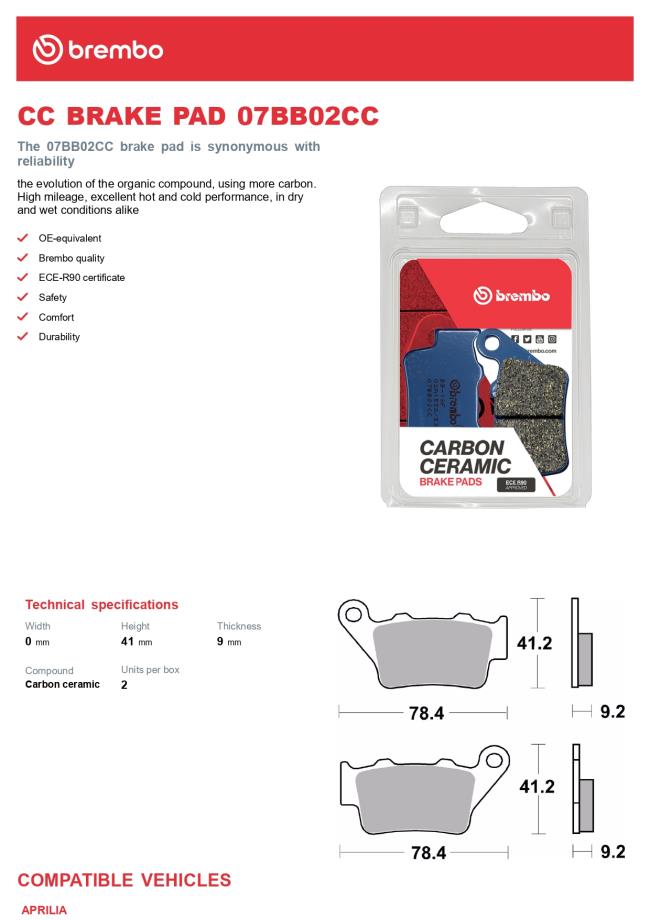 brembo
CC BRAKE PAD 07BB02CC
The 07BB02CC brake pad is synonymous with
reliability
the evolution of the organic compound, using more carbon.
High mileage, excellent hot and cold performance, in dry
and wet conditions alike
OE-equivalent
Brembo quality
ECE-R90 certificate
Safety
Comfort
Durability
brembo
brembo.com
brembo
07BB02CC
CARBON
CERAMIC
BRAKE PADS
ECE R90
APPROVED
Technical specifications
Width Height Thickness
0 mm 41 mm 9 mm
Compound Units per box
Carbon ceramic 2
41.2
78.4 9.2
41.2
78.4 9.2
COMPATIBLE VEHICLES
APRILIA